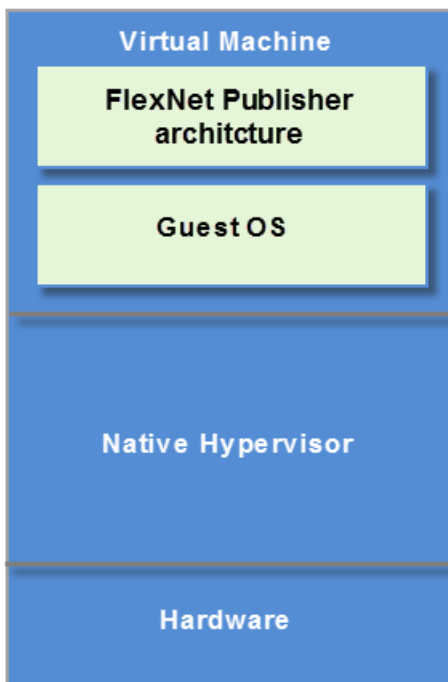 Virtual Machine
FlexNet Publisher
architcture
Guest OS
Native Hypervisor
Hardware